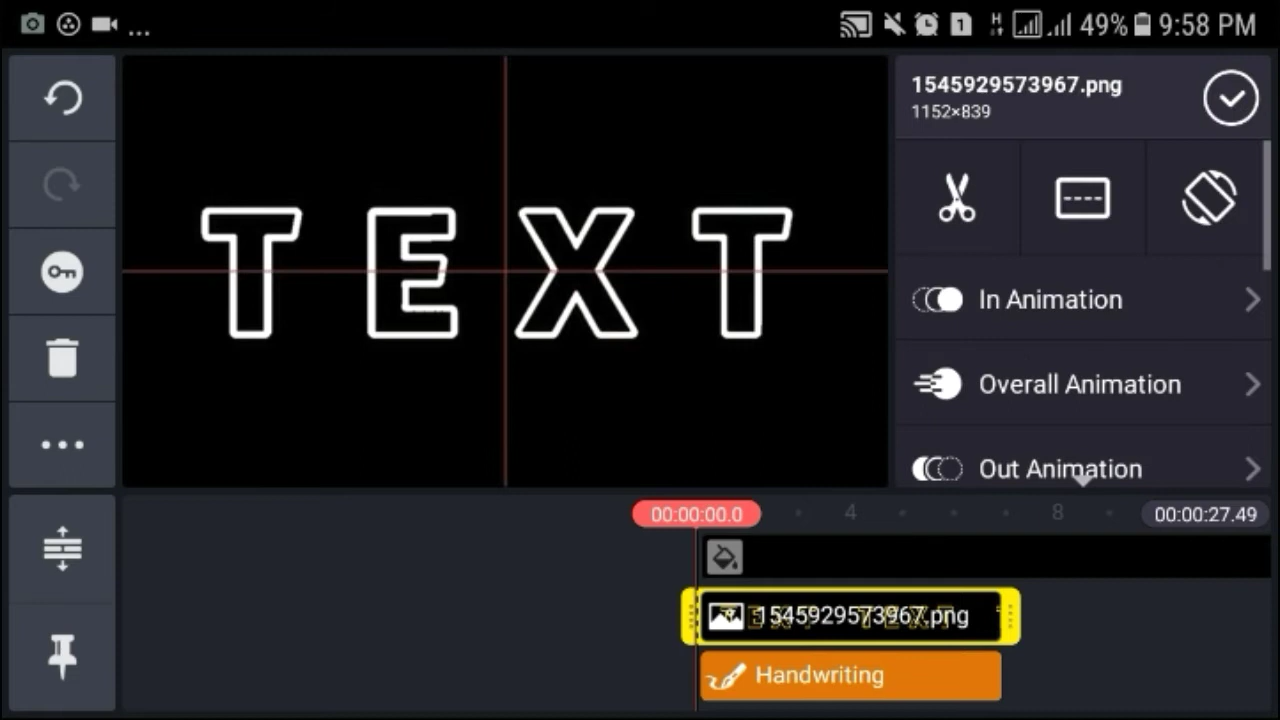 ... 1 49% 9:58 PM
1545929573967.png
1152×839
TEXT
In Animation
Overall Animation
Out Animation
00:00:00.0 4 8 00:00:27.49
1545929573967.png
Handwriting